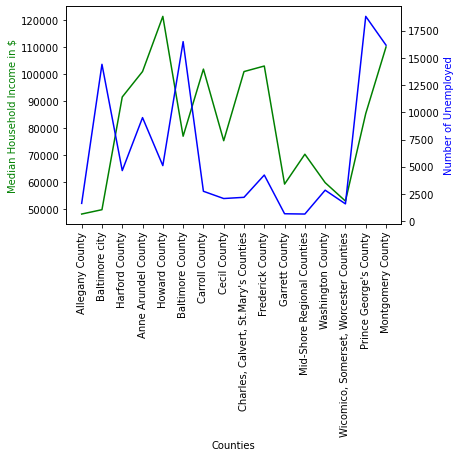 120000
110000
100000
90000
80000
70000
60000
50000
Median Household Income in $
17500
15000
12500
10000
7500
5000
2500
0
Number of Unemployed
Allegany County
Baltimore city
Harford County
Anne Arundel County
Howard County
Baltimore County
Carroll County
Cecil County
Charles, Calvert, St.Mary's Counties
Frederick County
Garrett County
Mid-Shore Regional Counties
Washington County
Wicomico, Somerset, Worcester Counties
Prince George's County
Montgomery County
Counties